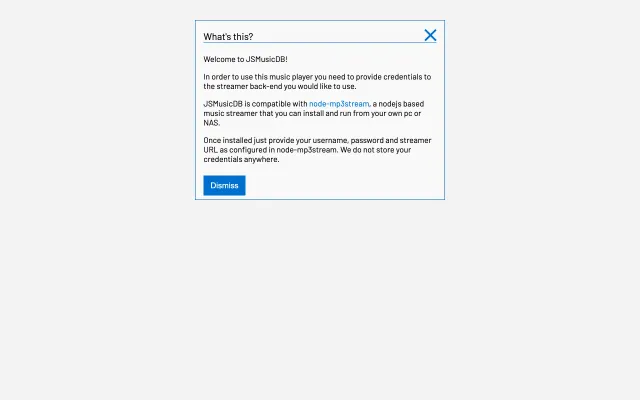 What's this?
Welcome to JSMusicDB!
In order to use this music player you need to provide credentials to
the streamer back-end you would like to use.
JSMusicDB is compatible with node-mp3stream, a nodejs based
music streamer that you can install and run from your own pc or
NAS.
Once installed just provide your username, password and streamer
URL as configured in node-mp3stream. We do not store your
credentials anywhere.
Dismiss